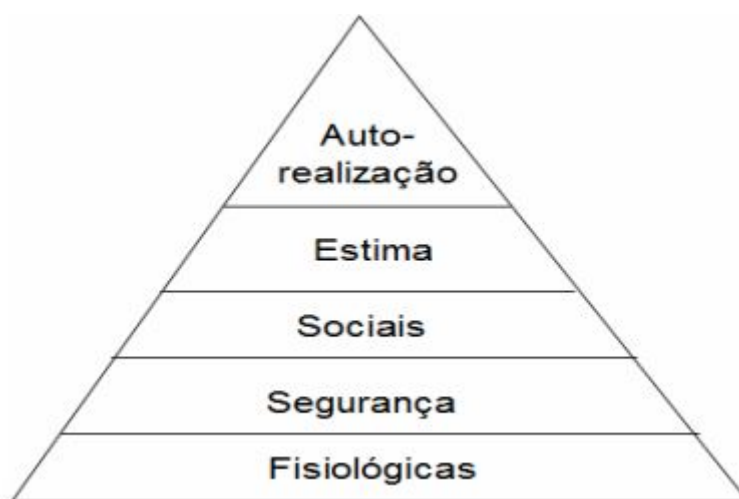 Auto-
realização
Estima
Sociais
Segurança
Fisiológicas